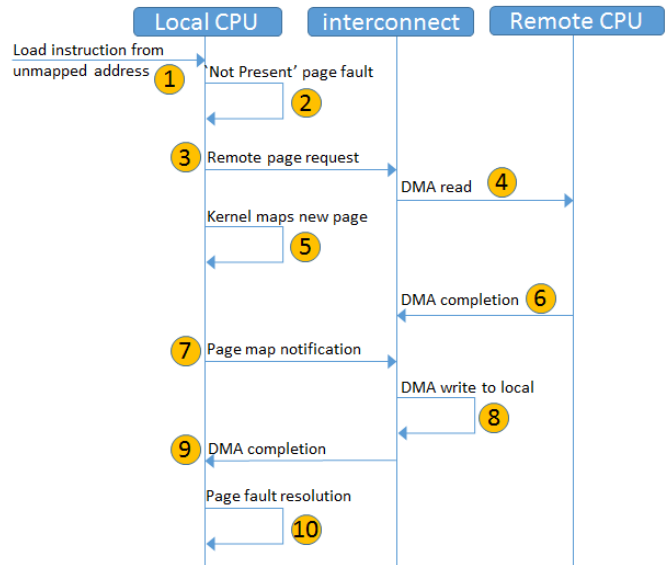 Local CPU
interconnect
Remote CPU
Load instruction from
unmapped address
1
'Not Present' page fault
2
3
Remote page request
DMA read
4
Kernel maps new page
5
DMA completion
6
7
Page map notification
DMA write to local
8
9
DMA completion
Page fault resolution
10